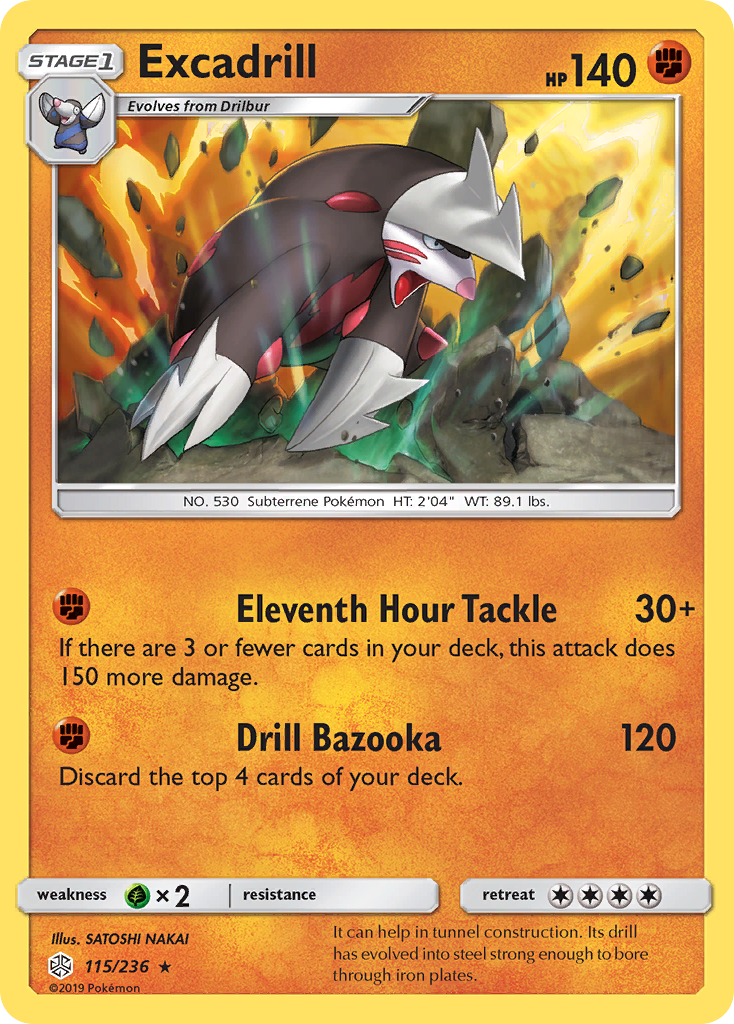 STAGE1
Excadrill
HP 140
Evolves from Drilbur
NO. 530 Subterrene Pokémon HT: 2'04" WT: 89.1 lbs.
Eleventh Hour Tackle 30+
If there are 3 or fewer cards in your deck, this attack does
150 more damage.
Drill Bazooka 120
Discard the top 4 cards of your deck.
weakness ×2 resistance retreat
Illus. SATOSHI NAKAI
115/236 ★
©2019 Pokémon
It can help in tunnel construction. Its drill
has evolved into steel strong enough to bore
through iron plates.